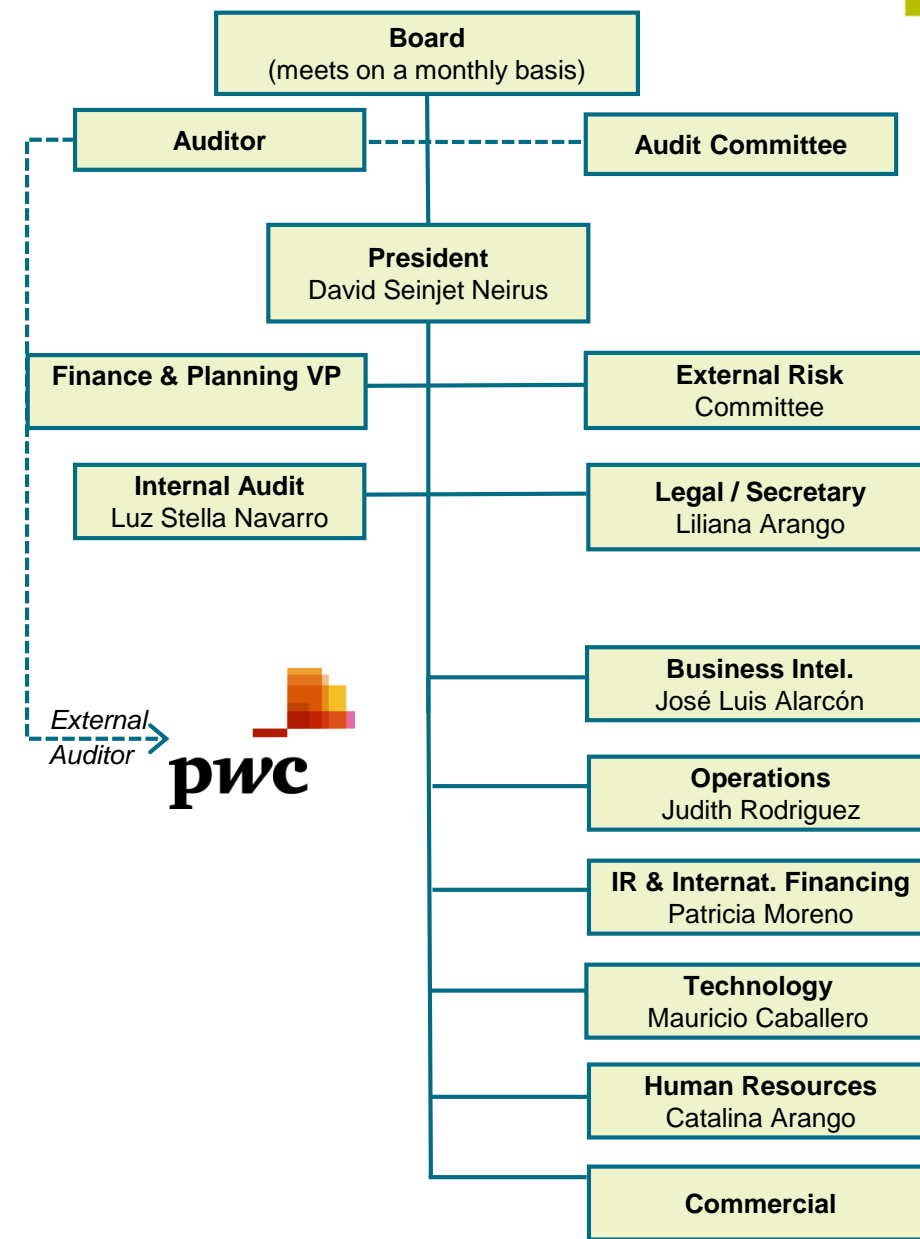 Board
(meets on a monthly basis)
Auditor
Audit Committee
President
David Seinjet Neirus
Finance & Planning VP
External Risk
Committee
Internal Audit
Luz Stella Navarro
Legal / Secretary
Liliana Arango
Business Intel.
José Luis Alarcón
External
Auditor
pwc
Operations
Judith Rodriguez
IR & Internat. Financing
Patricia Moreno
Technology
Mauricio Caballero
Human Resources
Catalina Arango
Commercial